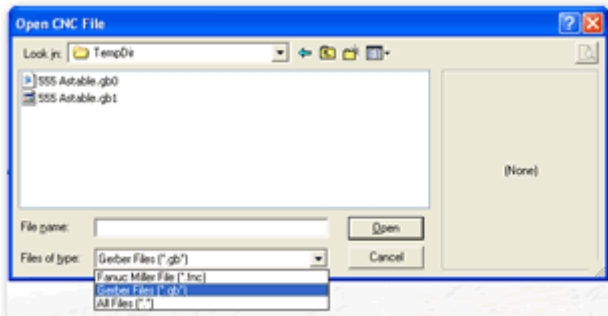 Open CNC File
Look in: TempDir
555 Astable.gb0
555 Astable.gb1
(None)
File name: Open
Files of type: Gerber Files (*.gb*) Cancel
Fanuc Miller File (*.fnc)
Gerber Files (*.gb*)
All Files (*.*)